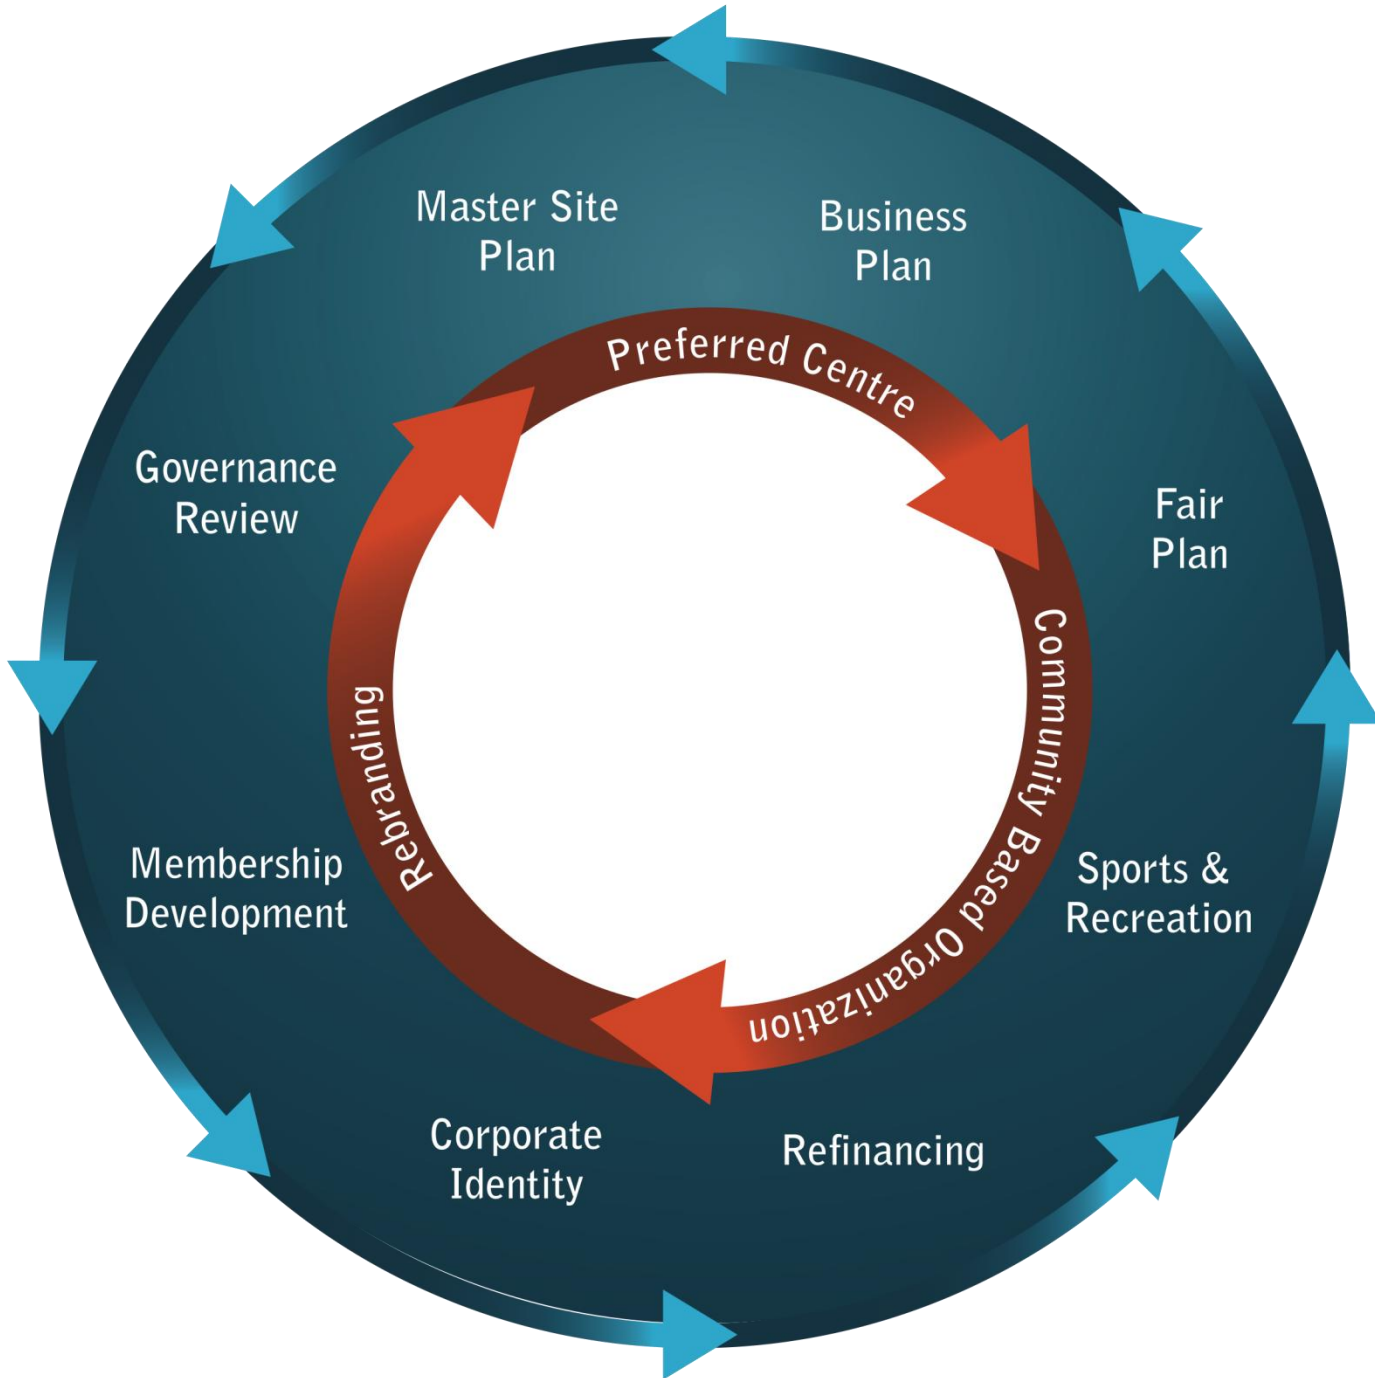 Master Site
Plan
Business
Plan
Preferred Centre
Governance
Review
Fair
Plan
Community Based Organization
Rebranding
Membership
Development
Sports &
Recreation
Corporate
Identity
Refinancing